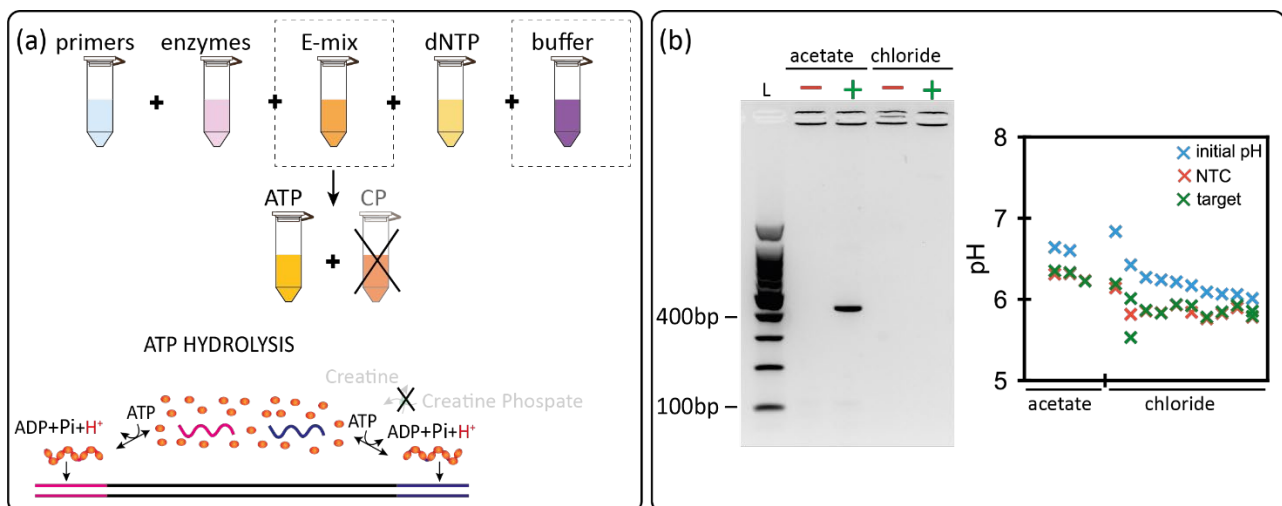 (a)
primers
enzymes
E-mix
dNTP
buffer
+ + + +
ATP
CP
+
ATP HYDROLYSIS
Creatine
Creatine Phospate
ATP
ATP
ADP+Pi+H⁺
ADP+Pi+H⁺
(b)
acetate chloride
L − + − +
400bp
100bp
8
7
6
5
pH
initial pH
NTC
target
acetate
chloride